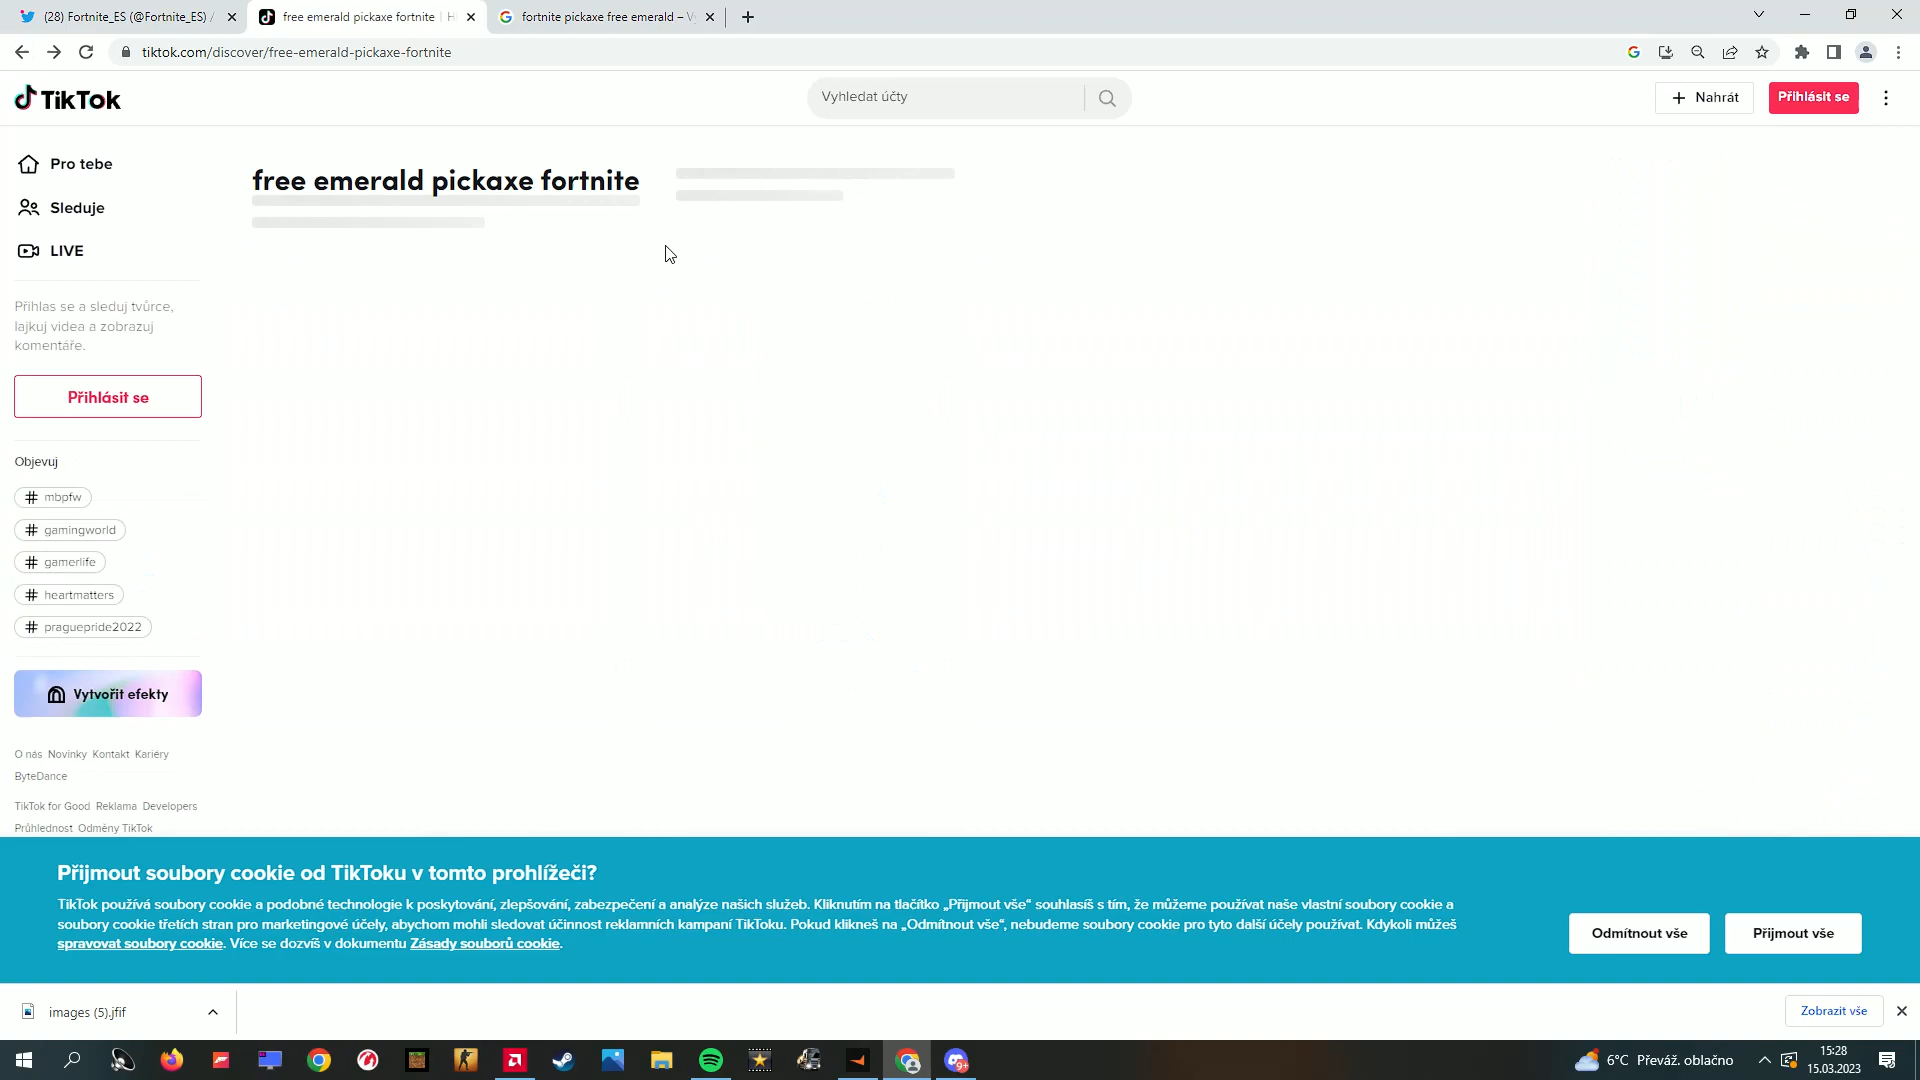 (28) Fortnite_ES (@Fortnite_ES) /
free emerald pickaxe fortnite
fortnite pickaxe free emerald –
tiktok.com/discover/free-emerald-pickaxe-fortnite
TikTok
Vyhledat účty
Nahrát
Přihlásit se
Pro tebe
Sleduje
LIVE
free emerald pickaxe fortnite
Přihlas se a sleduj tvůrce,
lajkuj videa a zobrazuj
komentáře.
Přihlásit se
Objevuj
# mbpfw
# gamingworld
# gamerlife
# heartmatters
# praguepride2022
Vytvořit efekty
O nás Novinky Kontakt Kariéry
ByteDance
TikTok for Good Reklama Developers
Průhlednost Odměny TikTok
Přijmout soubory cookie od TikToku v tomto prohlížeči?
TikTok používá soubory cookie a podobné technologie k poskytování, zlepšování, zabezpečení a analýze našich služeb. Kliknutím na tlačítko „Přijmout vše“ souhlasíš s tím, že můžeme používat naše vlastní soubory cookie a
soubory cookie třetích stran pro marketingové účely, abychom mohli sledovat účinnost reklamních kampaní TikToku. Pokud klikneš na „Odmítnout vše“, nebudeme soubory cookie pro tyto další účely používat. Kdykoli můžeš
spravovat soubory cookie. Více se dozvíš v dokumentu Zásady souborů cookie.
Odmítnout vše
Přijmout vše
images (5).jfif
Zobrazit vše
9+
6°C Převáž. oblačno
15:28
15.03.2023